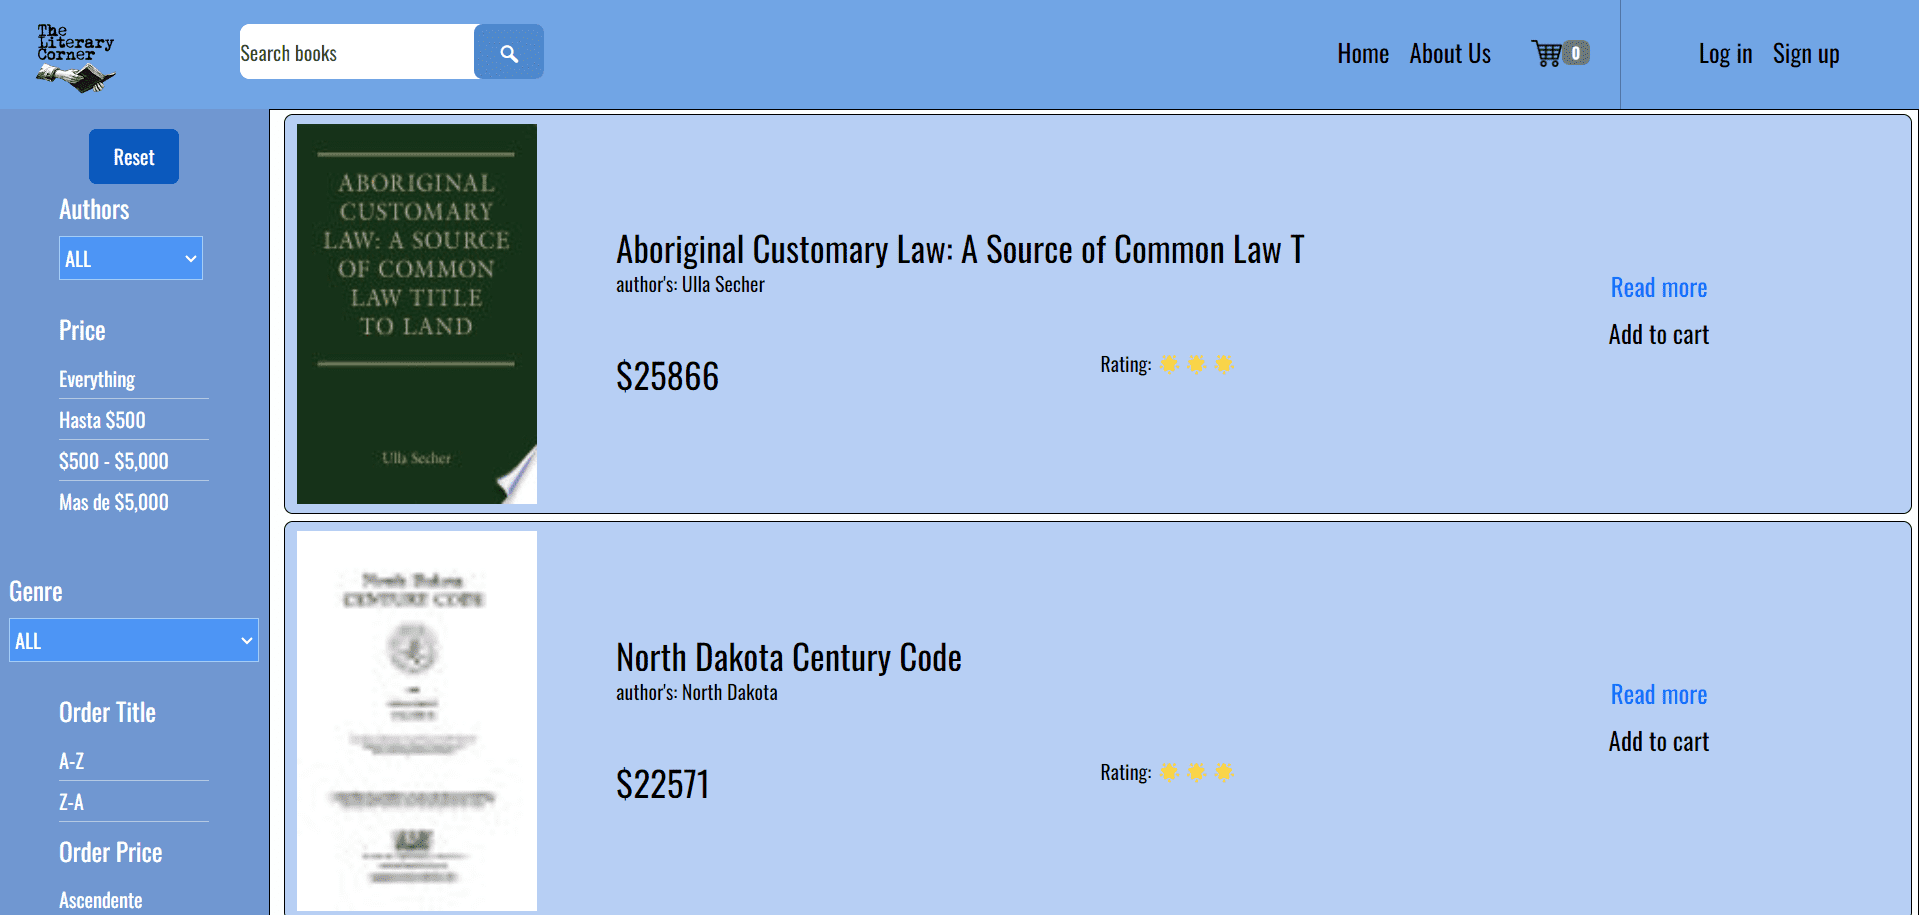 The
Literary
Corner
Search books
Home About Us 0 Log in Sign up
Reset
Authors
ALL
Price
Everything
Hasta $500
$500 - $5,000
Mas de $5,000
Genre
ALL
Order Title
A-Z
Z-A
Order Price
Ascendente
ABORIGINAL
CUSTOMARY
LAW: A SOURCE
OF COMMON
LAW TITLE
TO LAND
Ulla Secher
Aboriginal Customary Law: A Source of Common Law T
author's: Ulla Secher
$25866
Rating:
Read more
Add to cart
North Dakota
CENTURY CODE
North Dakota Century Code
author's: North Dakota
$22571
Rating:
Read more
Add to cart